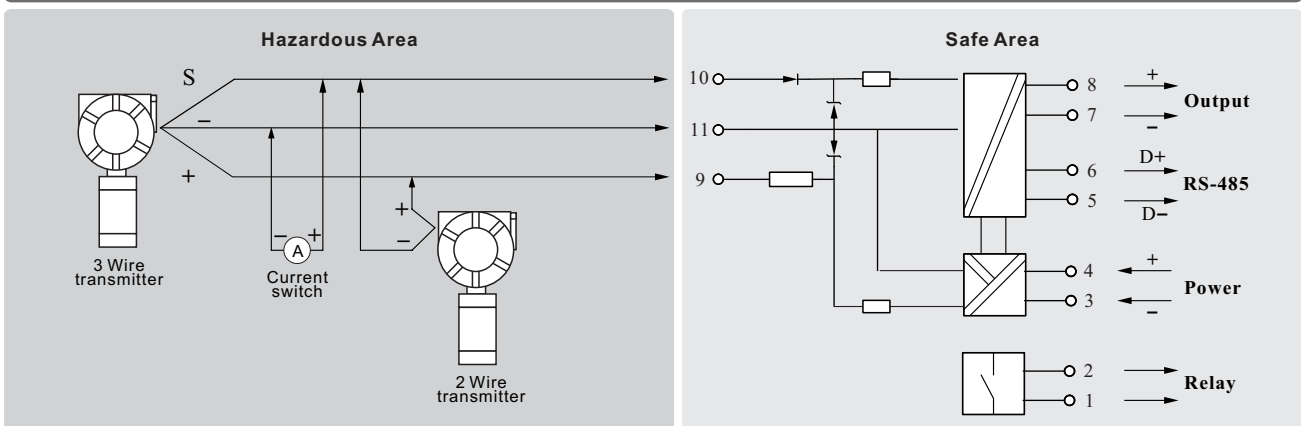 Hazardous Area
S
−
+
− A +
Current
switch
3 Wire
transmitter
+
−
2 Wire
transmitter
Safe Area
10
11
9
8
+
Output
7
−
6
D+
RS-485
5
D−
4
+
Power
3
−
2
Relay
1